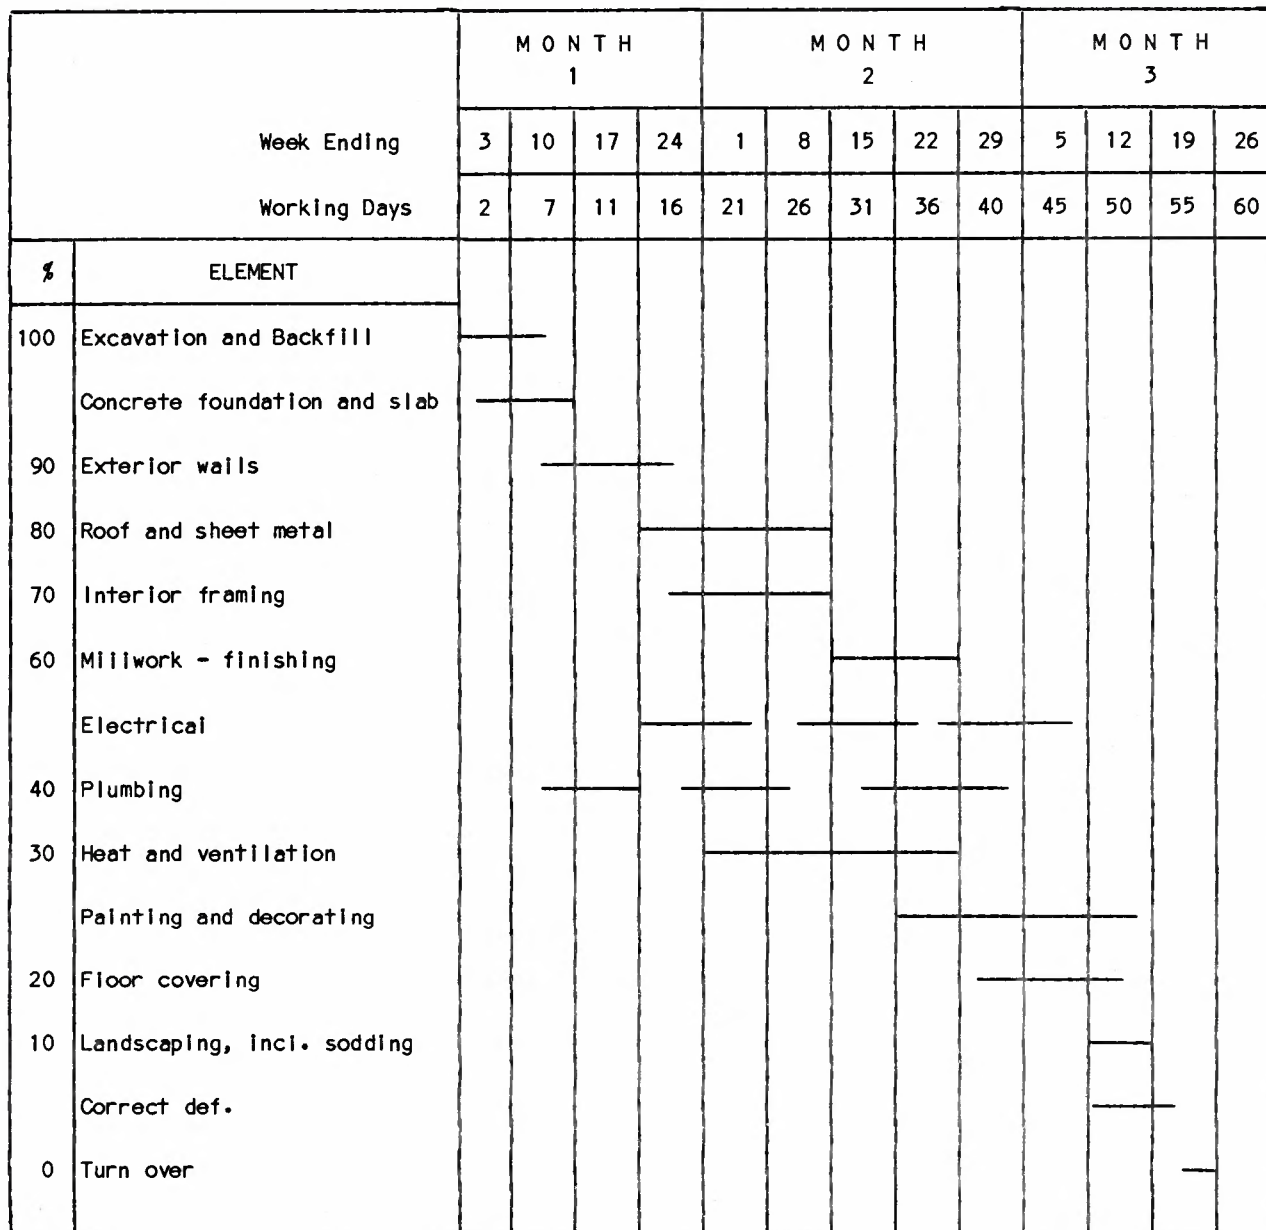 M O N T H M O N T H M O N T H
1 2 3
Week Ending 3 10 17 24 1 8 15 22 29 5 12 19 26
Working Days 2 7 11 16 21 26 31 36 40 45 50 55 60
% ELEMENT
100 Excavation and Backfill
Concrete foundation and slab
90 Exterior walls
80 Roof and sheet metal
70 Interior framing
60 Millwork - finishing
Electrical
40 Plumbing
30 Heat and ventilation
Painting and decorating
20 Floor covering
10 Landscaping, incl. sodding
Correct def.
0 Turn over